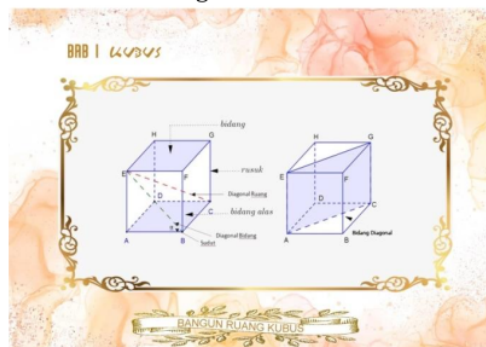 BAB I KUBUS
bidang
H G
E F
rusuk
Diagonal Ruang
D
C
bidang alas
Diagonal Bidang
A B
Sudut
H G
E F
D
C
Bidang Diagonal
A B
BANGUN RUANG KUBUS